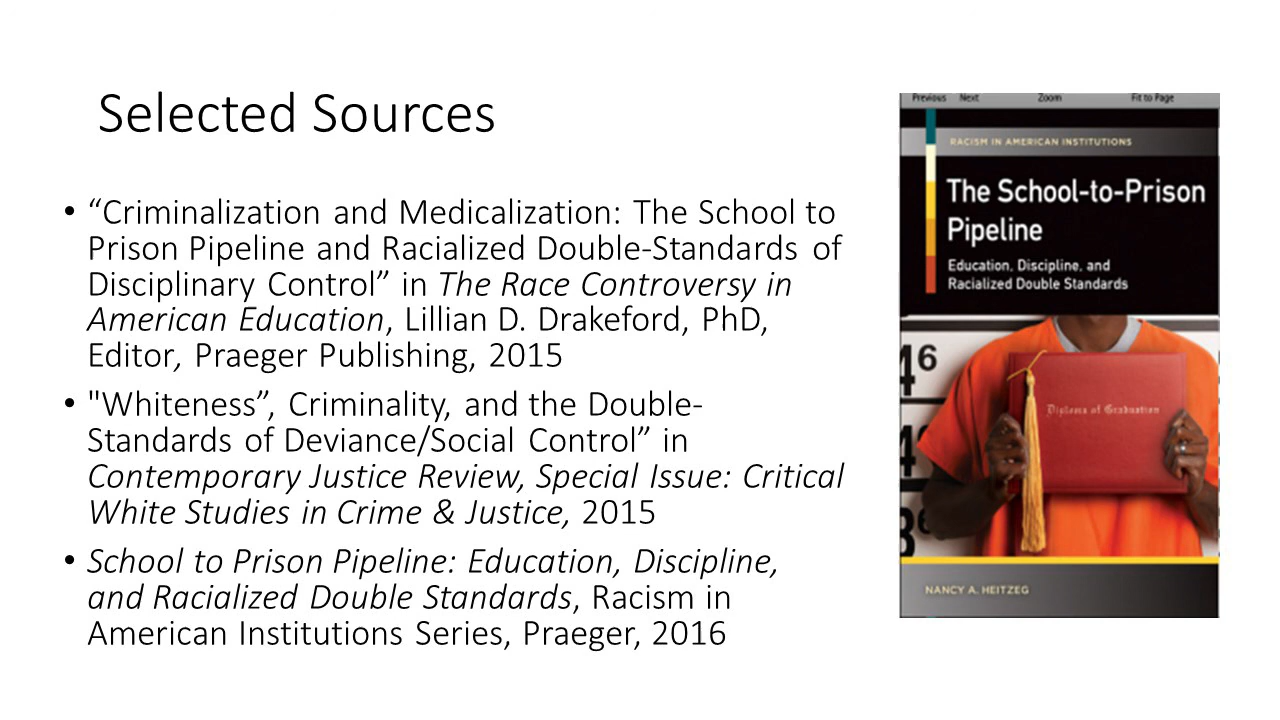 Selected Sources
• “Criminalization and Medicalization: The School to
Prison Pipeline and Racialized Double-Standards of
Disciplinary Control” in The Race Controversy in
American Education, Lillian D. Drakeford, PhD,
Editor, Praeger Publishing, 2015
• "Whiteness”, Criminality, and the Double-
Standards of Deviance/Social Control” in
Contemporary Justice Review, Special Issue: Critical
White Studies in Crime & Justice, 2015
• School to Prison Pipeline: Education, Discipline,
and Racialized Double Standards, Racism in
American Institutions Series, Praeger, 2016
Previous Next Zoom Fit to Page
RACISM IN AMERICAN INSTITUTIONS
The School-to-Prison
Pipeline
Education, Discipline, and
Racialized Double Standards
46
Diploma of Graduation
NANCY A. HEITZEG